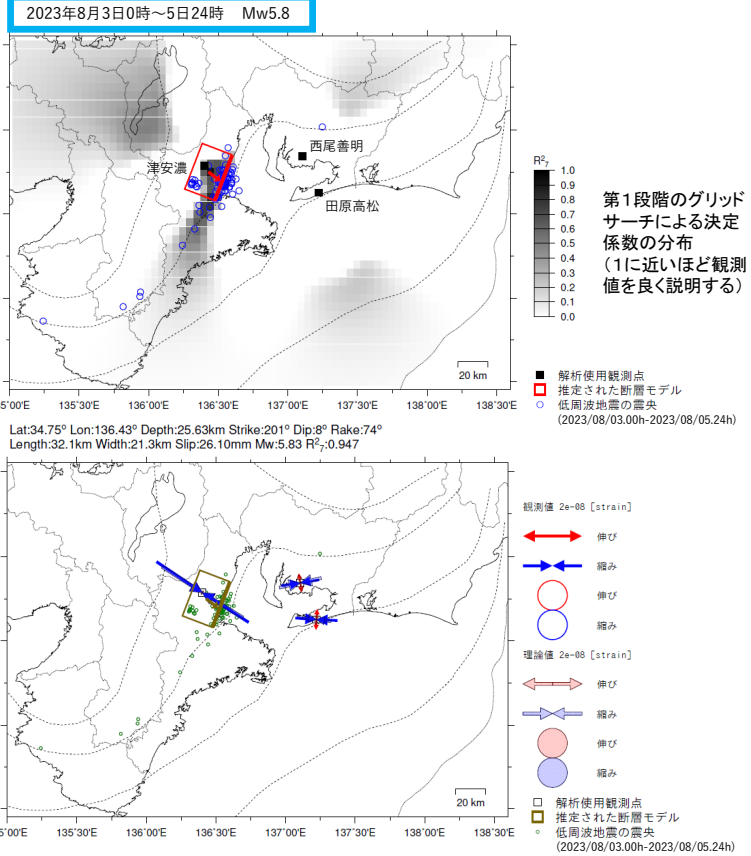 2023年8月3日0時～5日24時　Mw5.8
津安濃
西尾善明
田原高松
20 km
R²₇
1.0
0.9
0.8
0.7
0.6
0.5
0.4
0.3
0.2
0.1
0.0
第１段階のグリッド
サーチによる決定
係数の分布
（１に近いほど観測
値を良く説明する）
解析使用観測点
推定された断層モデル
低周波地震の震央
(2023/08/03.00h-2023/08/05.24h)
5˚00'E 135˚30'E 136˚00'E 136˚30'E 137˚00'E 137˚30'E 138˚00'E 138˚30'E
Lat:34.75° Lon:136.43° Depth:25.63km Strike:201° Dip:8° Rake:74°
Length:32.1km Width:21.3km Slip:26.10mm Mw:5.83 R²₇:0.947
観測値 2e-08 [strain]
伸び
縮み
伸び
縮み
理論値 2e-08 [strain]
伸び
縮み
伸び
縮み
20 km
解析使用観測点
推定された断層モデル
低周波地震の震央
(2023/08/03.00h-2023/08/05.24h)
5˚00'E 135˚30'E 136˚00'E 136˚30'E 137˚00'E 137˚30'E 138˚00'E 138˚30'E